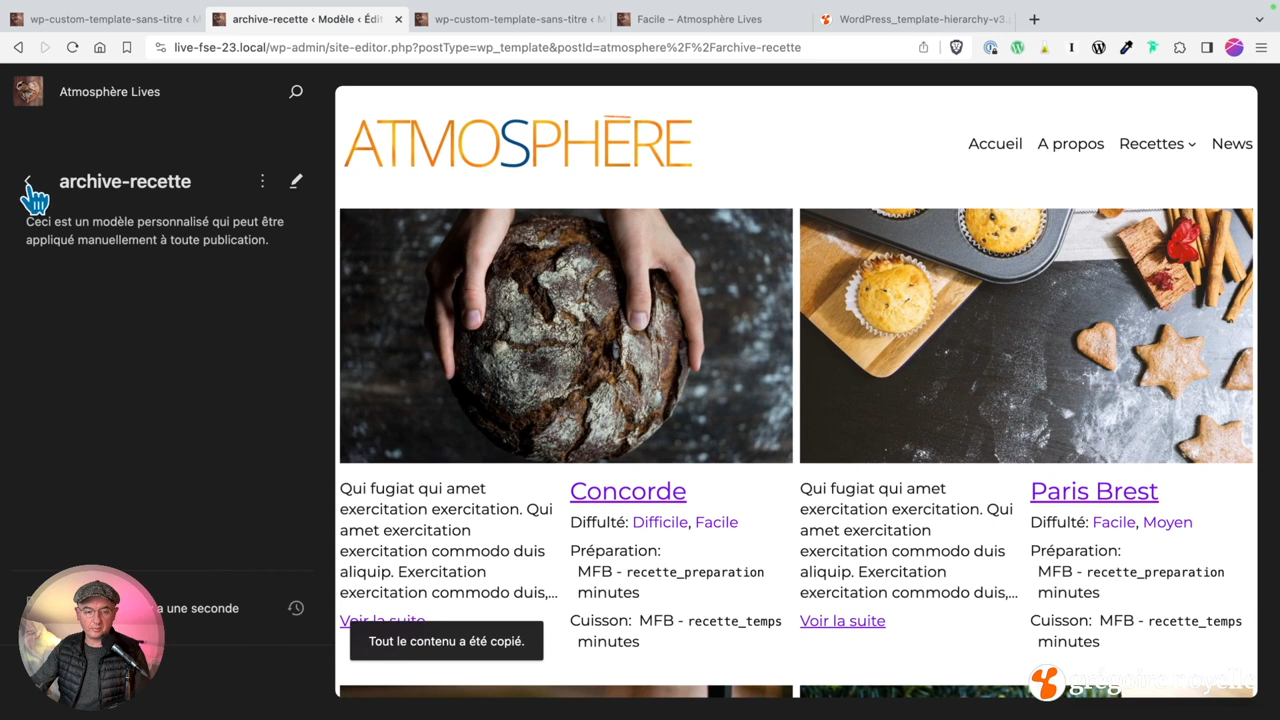 wp-custom-template-sans-titre ‹ M
archive-recette ‹ Modèle ‹ Édit
wp-custom-template-sans-titre ‹ M
Facile – Atmosphère Lives
WordPress_template-hierarchy-v3.
live-fse-23.local/wp-admin/site-editor.php?postType=wp_template&postId=atmosphere%2F%2Farchive-recette
Atmosphère Lives
archive-recette
Ceci est un modèle personnalisé qui peut être
appliqué manuellement à toute publication.
a une seconde
ATMOSPHĒRE
Accueil
A propos
Recettes
News
Qui fugiat qui amet
exercitation exercitation. Qui
amet exercitation
exercitation commodo duis
aliquip. Exercitation
exercitation commodo duis,...
Voir la suite
Concorde
Diffulté: Difficile, Facile
Préparation:
MFB - recette_preparation
minutes
Cuisson: MFB - recette_temps
minutes
Qui fugiat qui amet
exercitation exercitation. Qui
amet exercitation
exercitation commodo duis
aliquip. Exercitation
exercitation commodo duis,...
Voir la suite
Paris Brest
Diffulté: Facile, Moyen
Préparation:
MFB - recette_preparation
minutes
Cuisson: MFB - recette_temps
minutes
Tout le contenu a été copié.
grégoire noyelle